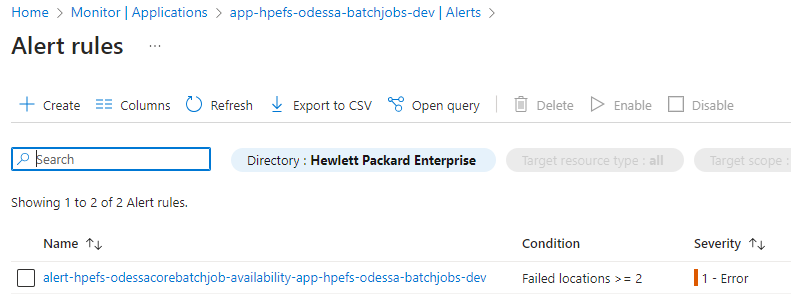 Home > Monitor | Applications > app-hpefs-odessa-batchjobs-dev | Alerts >
Alert rules ...
Create Columns Refresh Export to CSV Open query Delete Enable Disable
Search Directory : Hewlett Packard Enterprise Target resource type : all Target scope :
Showing 1 to 2 of 2 Alert rules.
Name ↑↓ Condition Severity ↑↓
alert-hpefs-odessacorebatchjob-availability-app-hpefs-odessa-batchjobs-dev Failed locations >= 2 1 - Error